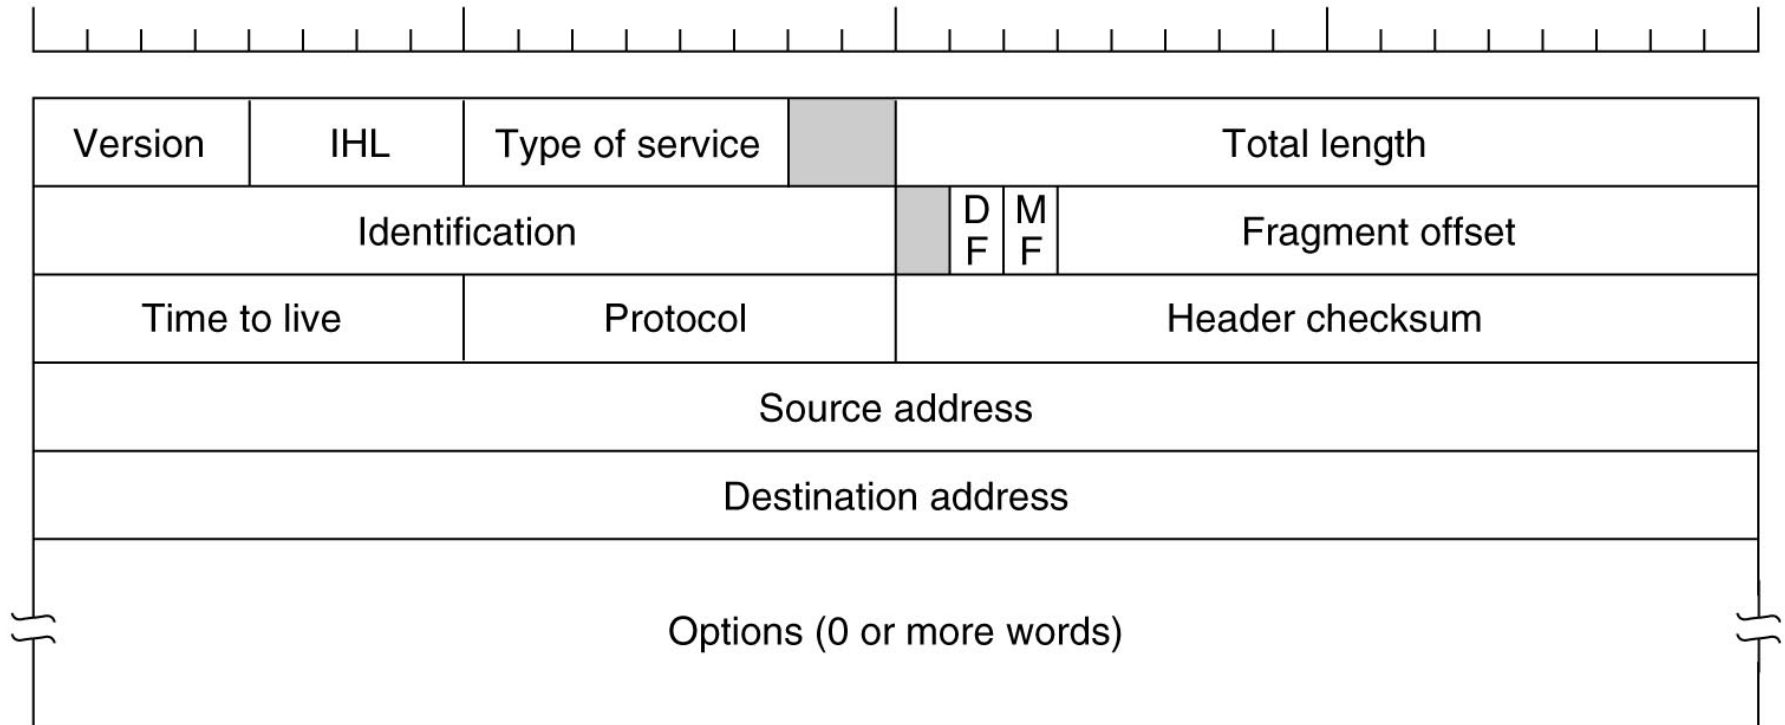 Version IHL Type of service Total length
Identification D F M F Fragment offset
Time to live Protocol Header checksum
Source address
Destination address
Options (0 or more words)